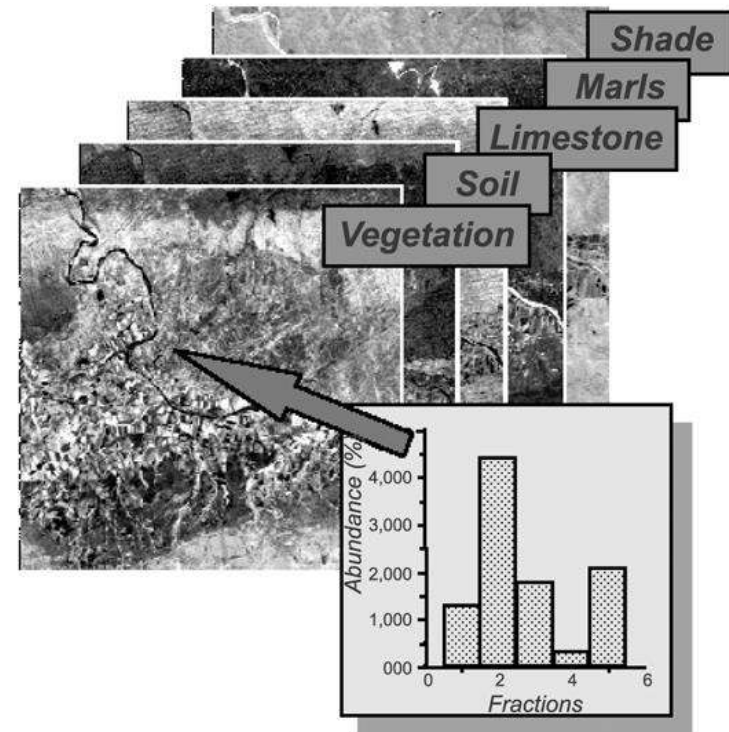 Shade
Marls
Limestone
Soil
Vegetation
Abundance (%)
4,000
3,000
2,000
1,000
000
0 2 4 6
Fractions